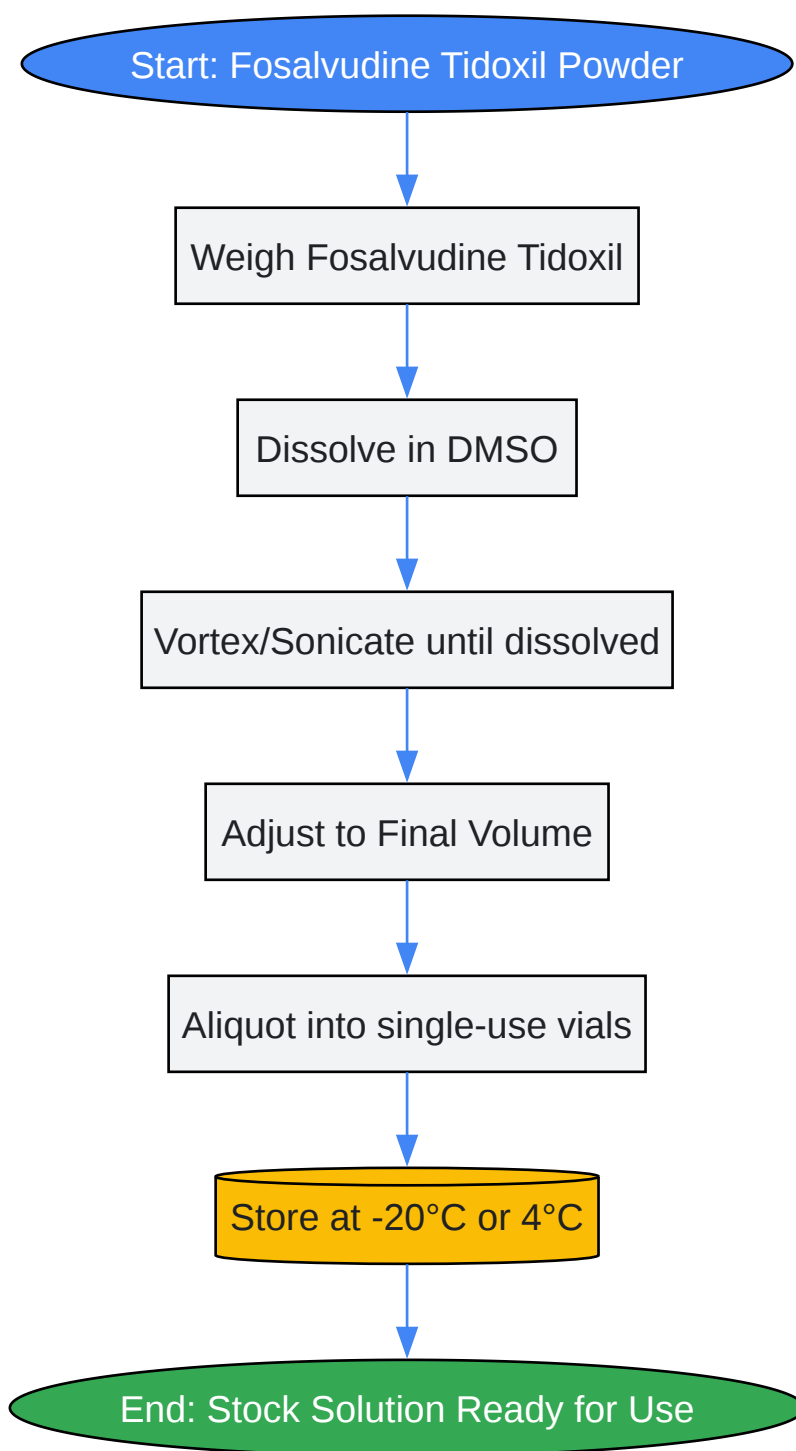 Start: Fosalvudine Tidoxil Powder
Weigh Fosalvudine Tidoxil
Dissolve in DMSO
Vortex/Sonicate until dissolved
Adjust to Final Volume
Aliquot into single-use vials
Store at -20°C or 4°C
End: Stock Solution Ready for Use